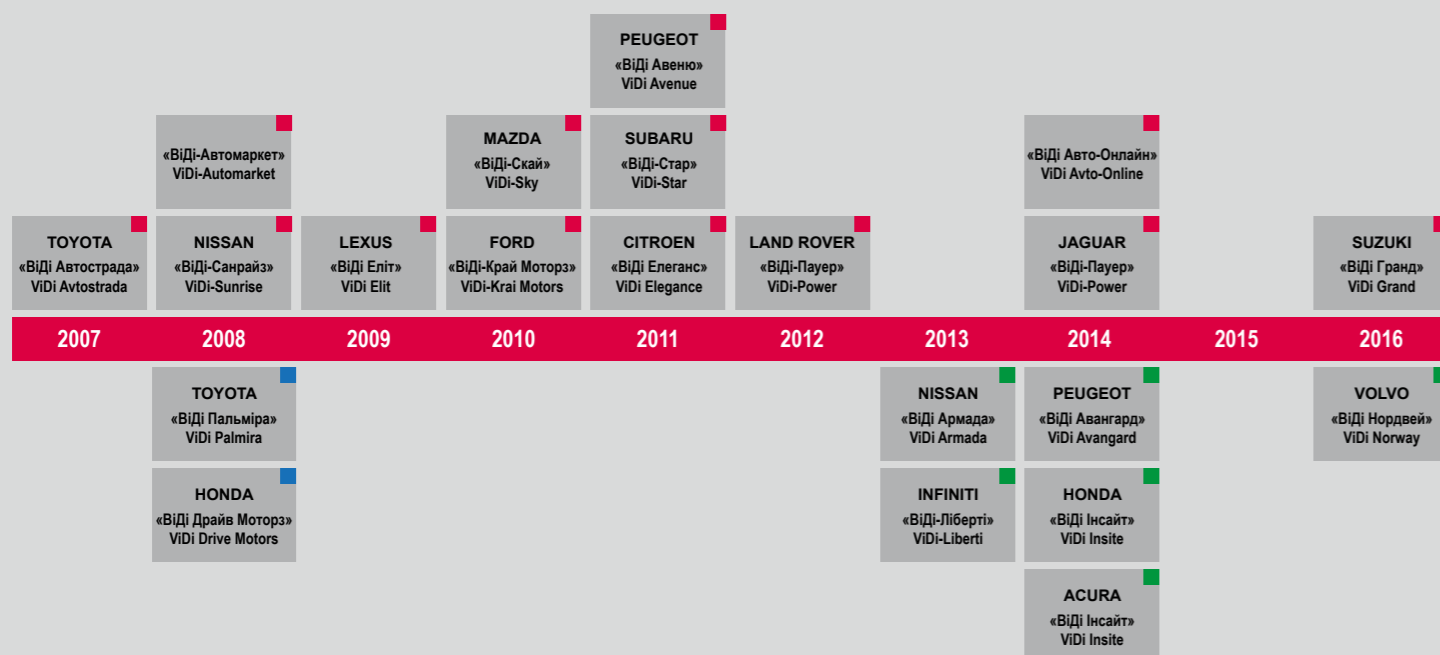 PEUGEOT
«ВіДі Авеню»
ViDi Avenue
«ВіДі-Автомаркет»
ViDi-Automarket
MAZDA
«ВіДі-Скай»
ViDi-Sky
SUBARU
«ВіДі-Стар»
ViDi-Star
«ВіДі Авто-Онлайн»
ViDi Avto-Online
TOYOTA
«ВіДі Автострада»
ViDi Avtostrada
NISSAN
«ВіДі-Санрайз»
ViDi-Sunrise
LEXUS
«ВіДі Еліт»
ViDi Elit
FORD
«ВіДі-Край Моторз»
ViDi-Krai Motors
CITROEN
«ВіДі Елеганс»
ViDi Elegance
LAND ROVER
«ВіДі-Пауер»
ViDi-Power
JAGUAR
«ВіДі-Пауер»
ViDi-Power
SUZUKI
«ВіДі Гранд»
ViDi Grand
2007 2008 2009 2010 2011 2012 2013 2014 2015 2016
TOYOTA
«ВіДі Пальміра»
ViDi Palmira
NISSAN
«ВіДі Армада»
ViDi Armada
PEUGEOT
«ВіДі Авангард»
ViDi Avangard
VOLVO
«ВіДі Нордвей»
ViDi Norway
HONDA
«ВіДі Драйв Моторз»
ViDi Drive Motors
INFINITI
«ВіДі-Ліберті»
ViDi-Liberti
HONDA
«ВіДі Інсайт»
ViDi Insite
ACURA
«ВіДі Інсайт»
ViDi Insite